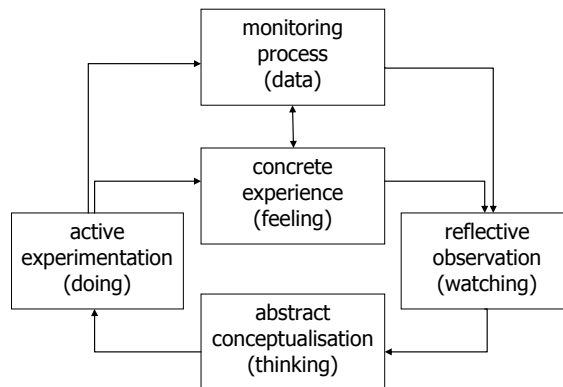 monitoring
process
(data)
concrete
experience
(feeling)
active
experimentation
(doing)
reflective
observation
(watching)
abstract
conceptualisation
(thinking)